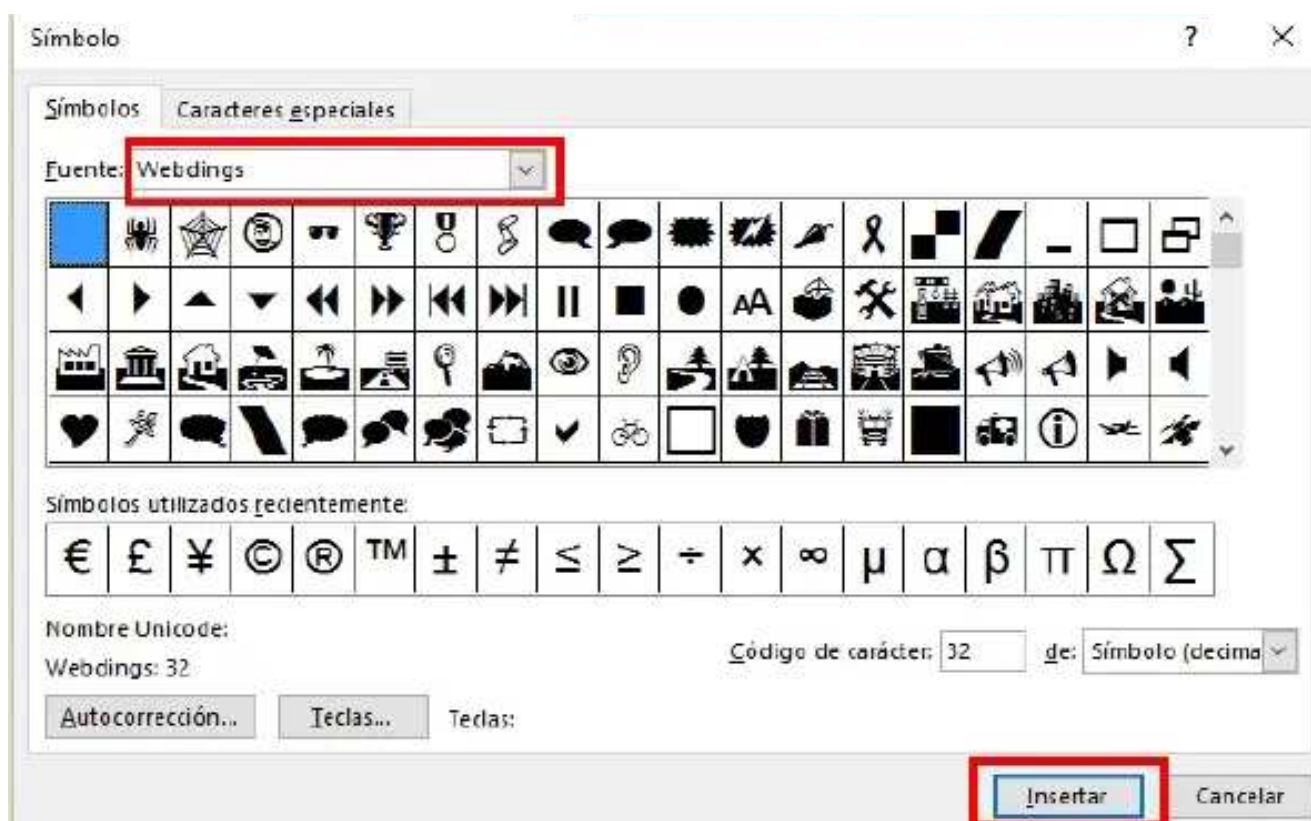 Símbolo ?
Símbolos Caracteres especiales
Fuente: Webdings
AA
Símbolos utilizados recientemente:
€ £ ¥ © ® TM ± ≠ ≤ ≥ ÷ × ∞ µ α β π Ω Σ
Nombre Unicode:
Webdings: 32
Código de carácter: 32 de: Símbolo (decima
Autocorrección... Teclas... Teclas:
Insertar Cancelar